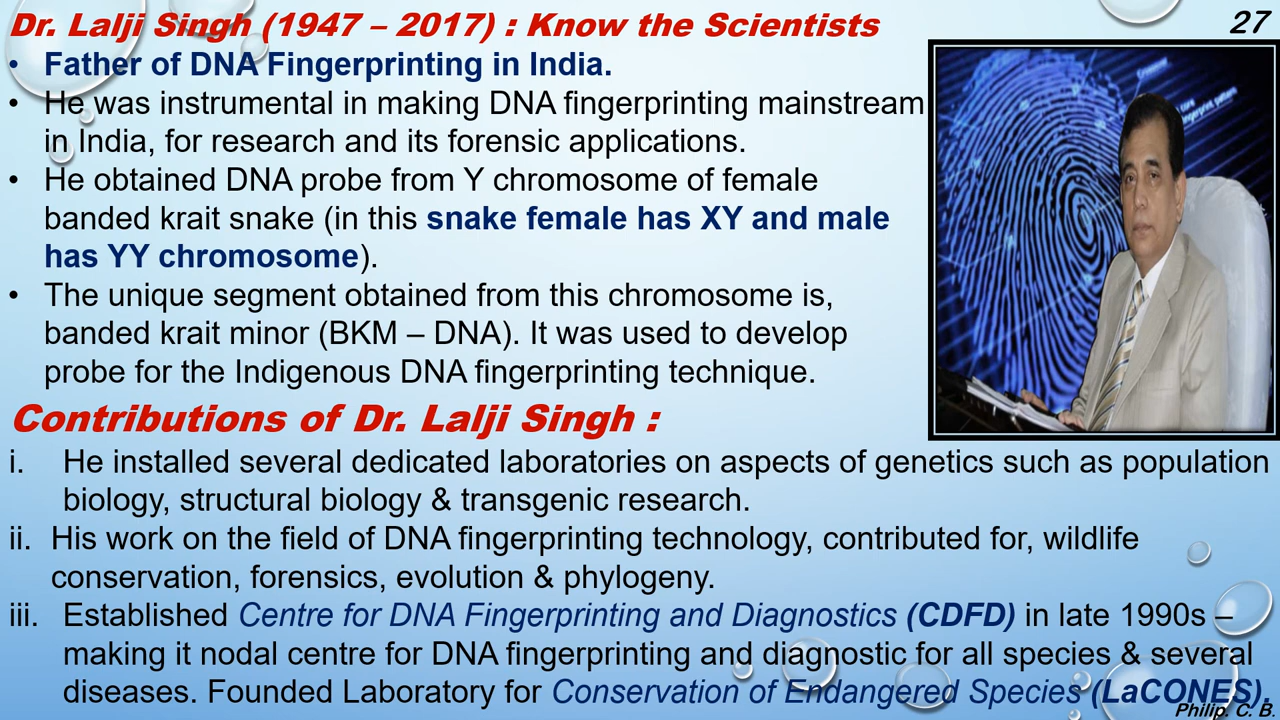 Dr. Lalji Singh (1947 – 2017) : Know the Scientists
27
• Father of DNA Fingerprinting in India.
• He was instrumental in making DNA fingerprinting mainstream
in India, for research and its forensic applications.
• He obtained DNA probe from Y chromosome of female
banded krait snake (in this snake female has XY and male
has YY chromosome).
• The unique segment obtained from this chromosome is,
banded krait minor (BKM – DNA). It was used to develop
probe for the Indigenous DNA fingerprinting technique.
Contributions of Dr. Lalji Singh :
i. He installed several dedicated laboratories on aspects of genetics such as population
biology, structural biology & transgenic research.
ii. His work on the field of DNA fingerprinting technology, contributed for, wildlife
conservation, forensics, evolution & phylogeny.
iii. Established Centre for DNA Fingerprinting and Diagnostics (CDFD) in late 1990s –
making it nodal centre for DNA fingerprinting and diagnostic for all species & several
diseases. Founded Laboratory for Conservation of Endangered Species (LaCONES).
Philip. C. B.